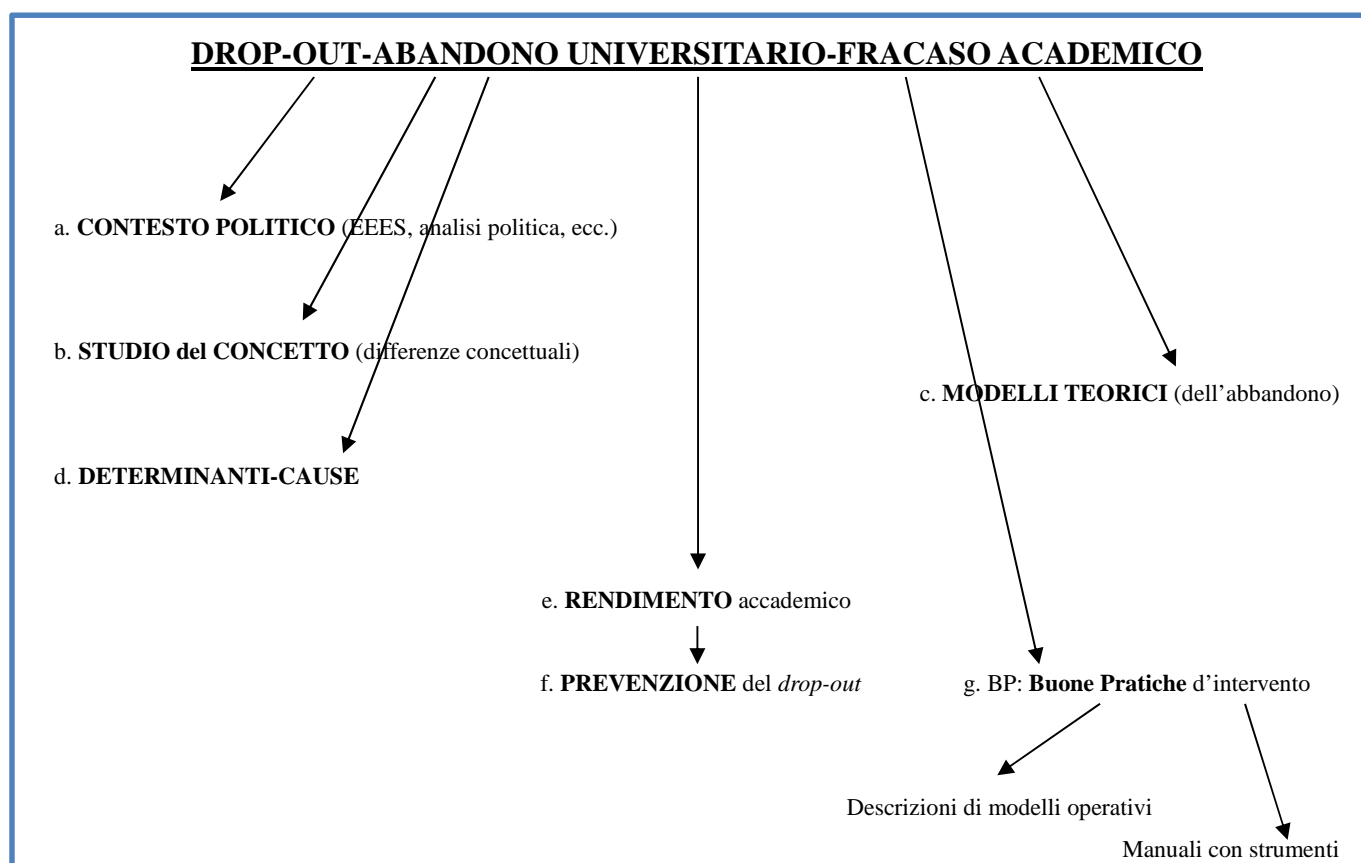 DROP-OUT-ABANDONO UNIVERSITARIO-FRACASO ACADEMICO
a. CONTESTO POLITICO (EEES, analisi politica, ecc.)
b. STUDIO del CONCETTO (differenze concettuali)
c. MODELLI TEORICI (dell’abbandono)
d. DETERMINANTI-CAUSE
e. RENDIMENTO accademico
f. PREVENZIONE del drop-out
g. BP: Buone Pratiche d’intervento
Descrizioni di modelli operativi
Manuali con strumenti